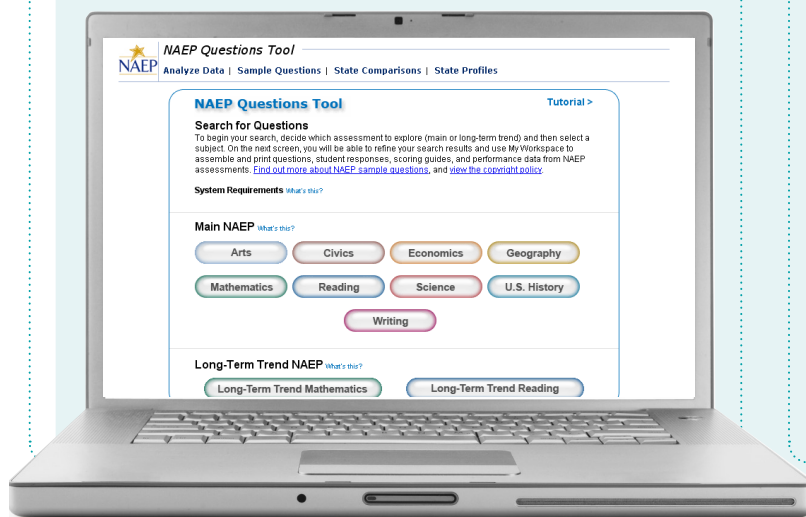 NAEP Questions Tool
NAEP
Analyze Data | Sample Questions | State Comparisons | State Profiles
NAEP Questions Tool
Tutorial >
Search for Questions
To begin your search, decide which assessment to explore (main or long-term trend) and then select a
subject. On the next screen, you will be able to refine your search results and use My Workspace to
assemble and print questions, student responses, scoring guides, and performance data from NAEP
assessments. Find out more about NAEP sample questions, and view the copyright policy.
System Requirements What's this?
Main NAEP What's this?
Arts Civics Economics Geography
Mathematics Reading Science U.S. History
Writing
Long-Term Trend NAEP What's this?
Long-Term Trend Mathematics Long-Term Trend Reading